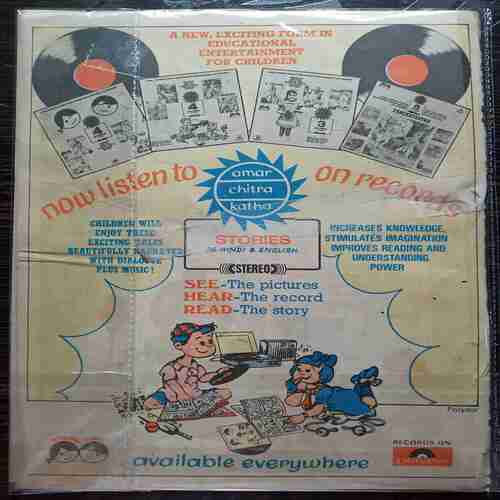 A NEW, EXCITING FORM IN
EDUCATIONAL
ENTERTAINMENT
FOR CHILDREN
now listen to
amar
chitra
katha
on records
CHILDREN WILL
ENJOY THESE
EXCITING TALES
BEAUTIFULLY NARRATED
WITH DIALOGUE
PLUS MUSIC!
STORIES
IN HINDI & ENGLISH
STEREO
INCREASES KNOWLEDGE,
STIMULATES IMAGINATION
IMPROVES READING AND
UNDERSTANDING
POWER
SEE-The pictures
HEAR-The record
READ-The story
Polydor
RECORDS ON
available everywhere